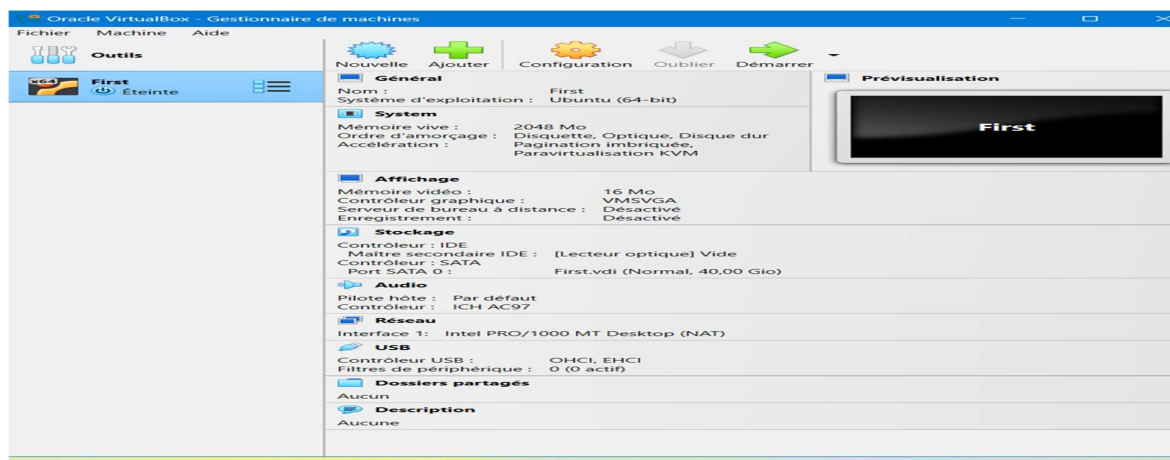 Oracle VirtualBox - Gestionnaire de machines
Fichier Machine Aide
Outils
Nouvelle Ajouter Configuration Oublier Démarrer
x64
First
Éteinte
Général
Nom : First
Système d'exploitation : Ubuntu (64-bit)
Prévisualisation
First
System
Mémoire vive : 2048 Mo
Ordre d'amorçage : Disquette, Optique, Disque dur
Accélération : Pagination imbriquée,
Paravirtualisation KVM
Affichage
Mémoire vidéo : 16 Mo
Contrôleur graphique : VMSVGA
Serveur de bureau à distance : Désactivé
Enregistrement : Désactivé
Stockage
Contrôleur : IDE
Maître secondaire IDE : [Lecteur optique] Vide
Contrôleur : SATA
Port SATA 0 : First.vdi (Normal, 40,00 Gio)
Audio
Pilote hôte : Par défaut
Contrôleur : ICH AC97
Réseau
Interface 1: Intel PRO/1000 MT Desktop (NAT)
USB
Contrôleur USB : OHCI, EHCI
Filtres de périphérique : 0 (0 actif)
Dossiers partagés
Aucun
Description
Aucune